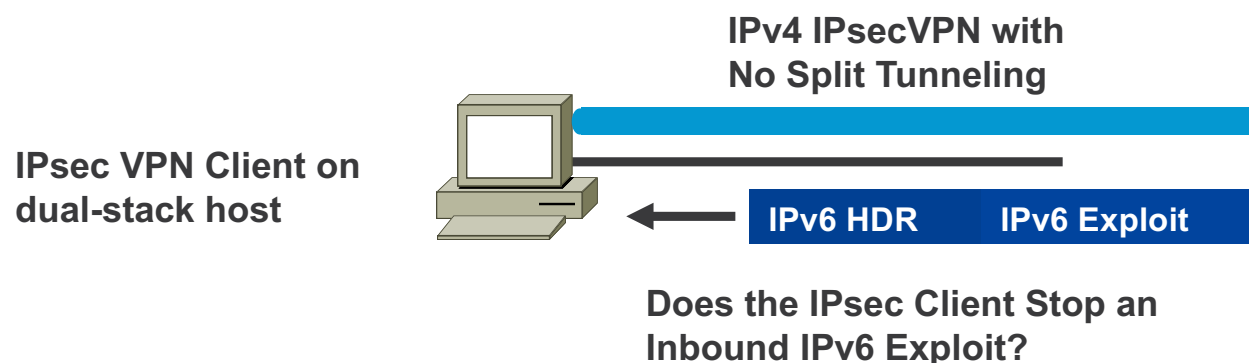 IPv4 IPsecVPN with
No Split Tunneling
IPsec VPN Client on
dual-stack host
IPv6 HDR IPv6 Exploit
Does the IPsec Client Stop an
Inbound IPv6 Exploit?